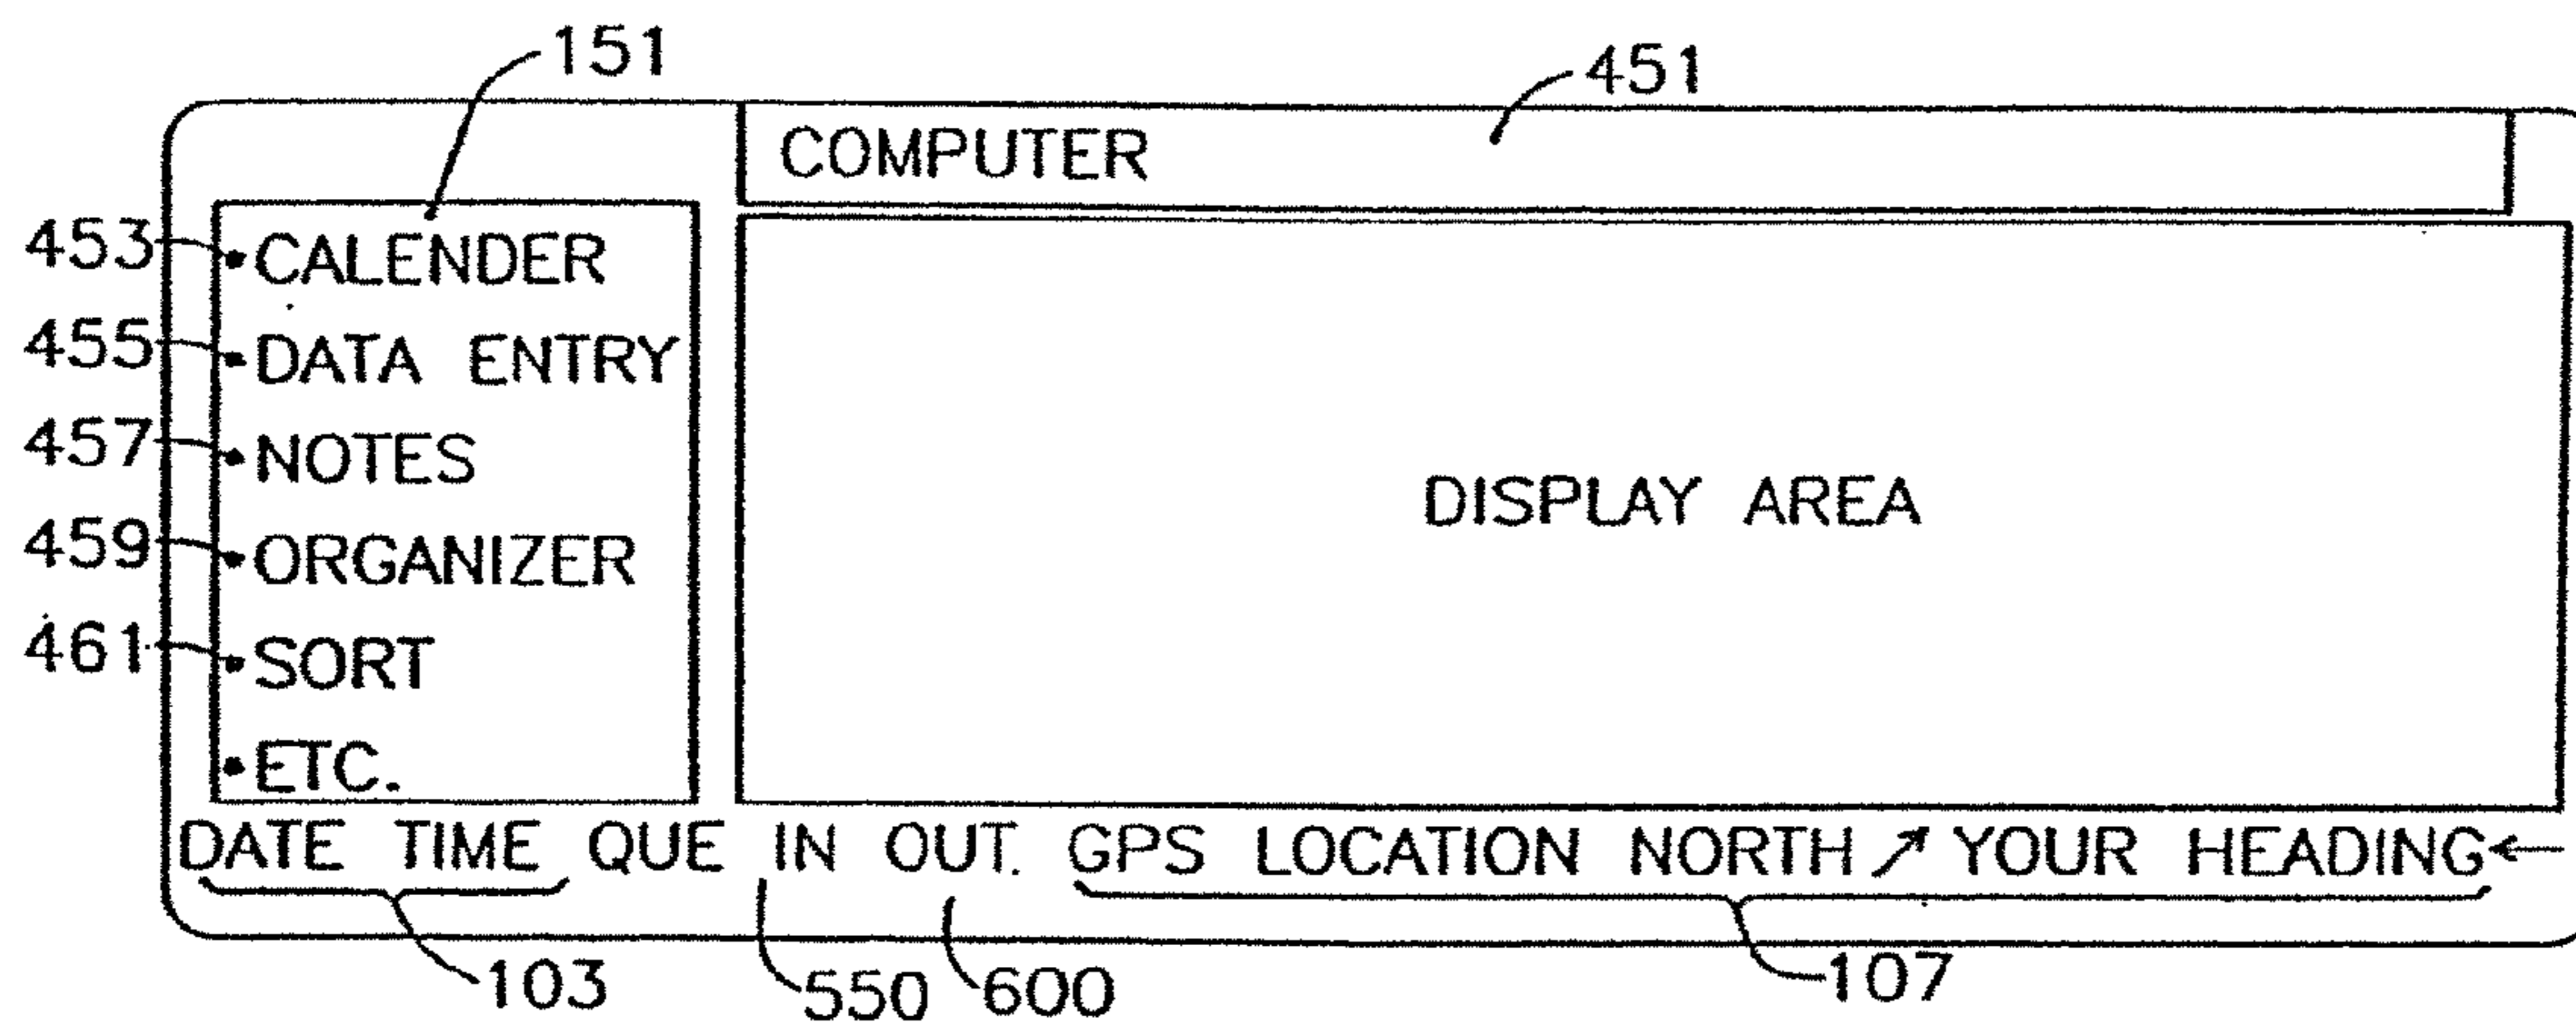 151
451
COMPUTER
453 •CALENDER
455 •DATA ENTRY
457 •NOTES
459 •ORGANIZER
461 •SORT
•ETC.
DISPLAY AREA
DATE TIME QUE IN OUT. GPS LOCATION NORTH ↗ YOUR HEADING ←
103 550 600 107